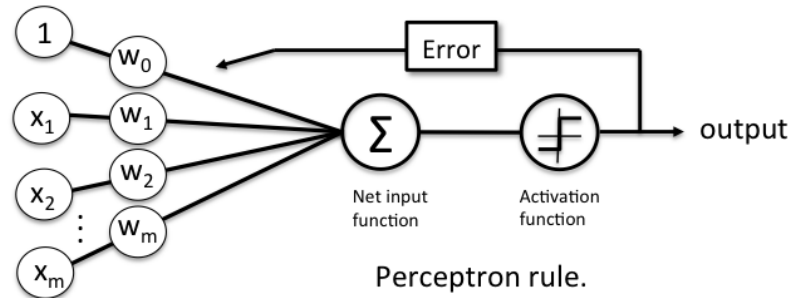 1
w0
Error
x1
w1
Σ
output
x2
w2
Net input
function
Activation
function
⋮
wm
xm
Perceptron rule.